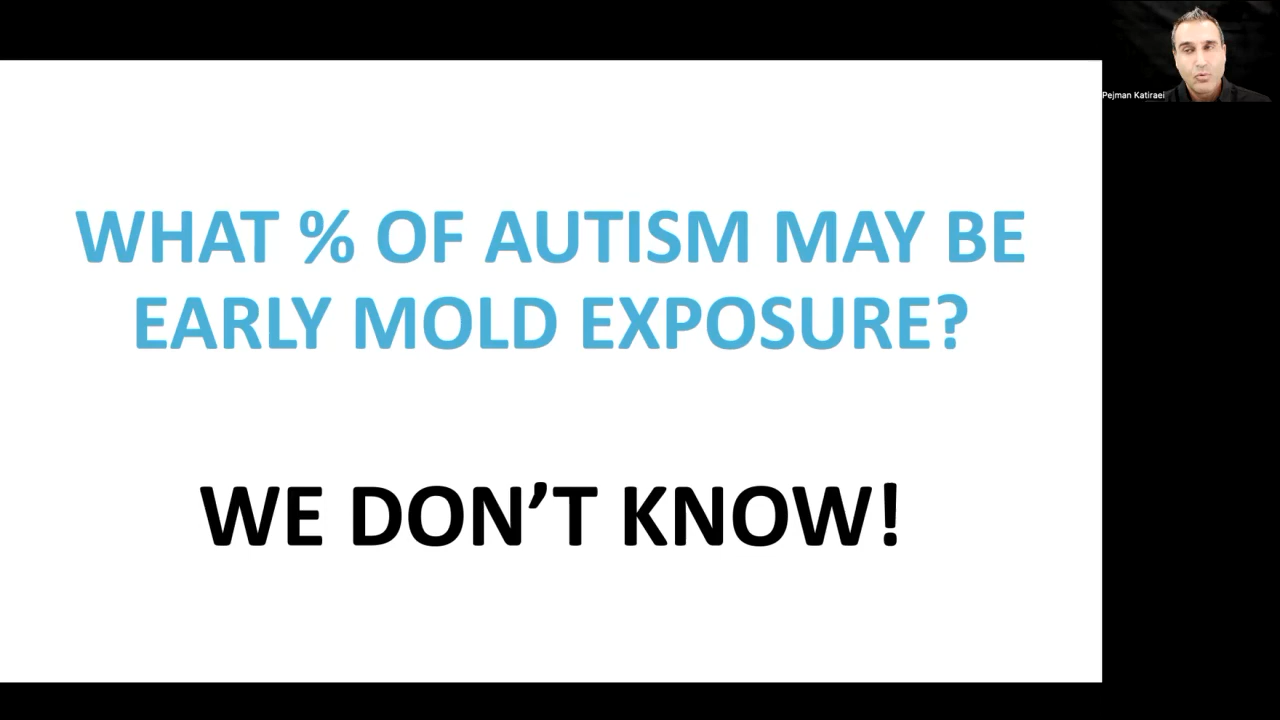 WHAT % OF AUTISM MAY BE
EARLY MOLD EXPOSURE?
WE DON’T KNOW!
Pejman Katiraei